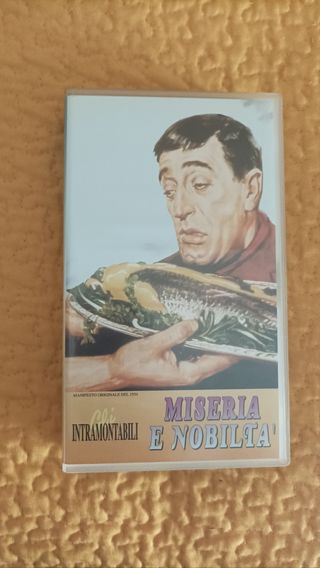 MANIFESTO ORIGINALE DEL 1954
Gli
INTRAMONTABILI
MISERIA
E NOBILTA'